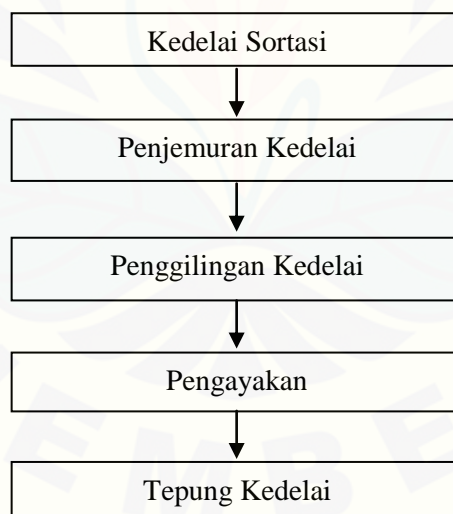 Kedelai Sortasi
Penjemuran Kedelai
Penggilingan Kedelai
Pengayakan
Tepung Kedelai